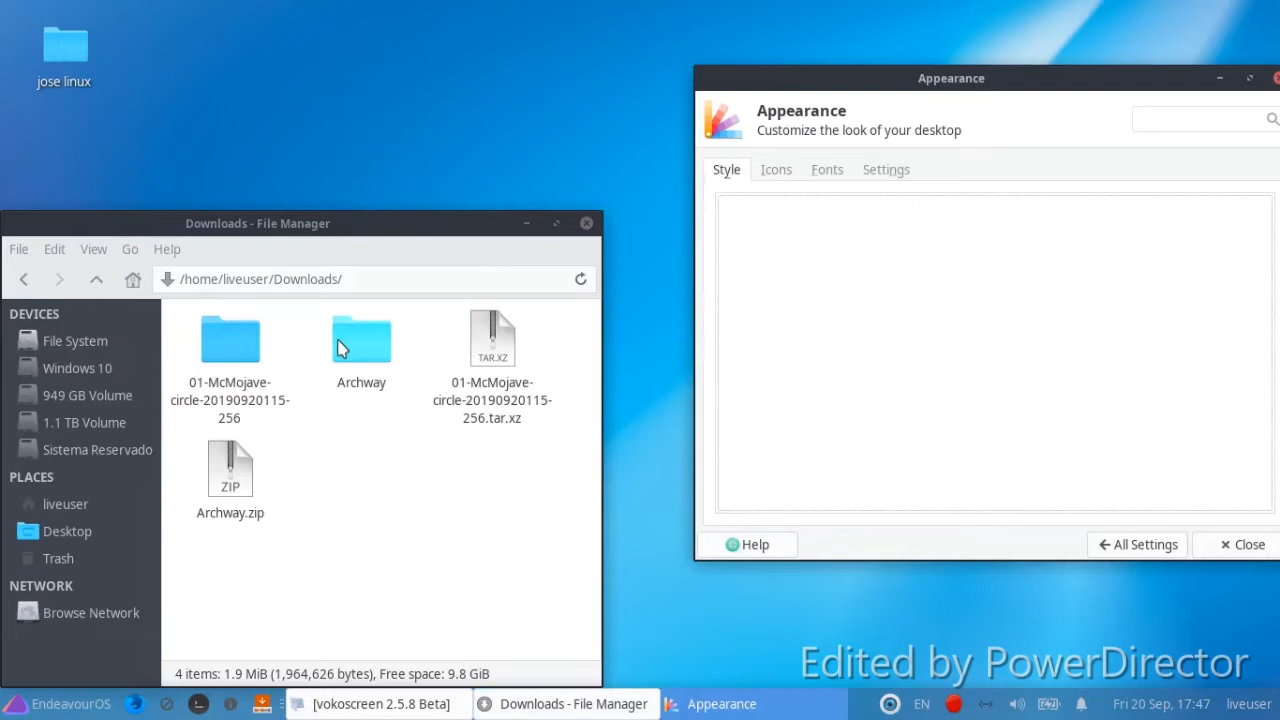 jose linux
Appearance
Appearance
Customize the look of your desktop
Style Icons Fonts Settings
Downloads - File Manager
File Edit View Go Help
/home/liveuser/Downloads/
DEVICES
File System
Windows 10
949 GB Volume
1.1 TB Volume
Sistema Reservado
PLACES
liveuser
Desktop
Trash
NETWORK
Browse Network
01-McMojave-
circle-20190920115-
256
Archway
TAR.XZ
01-McMojave-
circle-20190920115-
256.tar.xz
ZIP
Archway.zip
4 items: 1.9 MiB (1,964,626 bytes), Free space: 9.8 GiB
Help
All Settings
Close
Edited by PowerDirector
EndeavourOS
[vokoscreen 2.5.8 Beta]
Downloads - File Manager
Appearance
EN
Fri 20 Sep, 17:47
liveuser